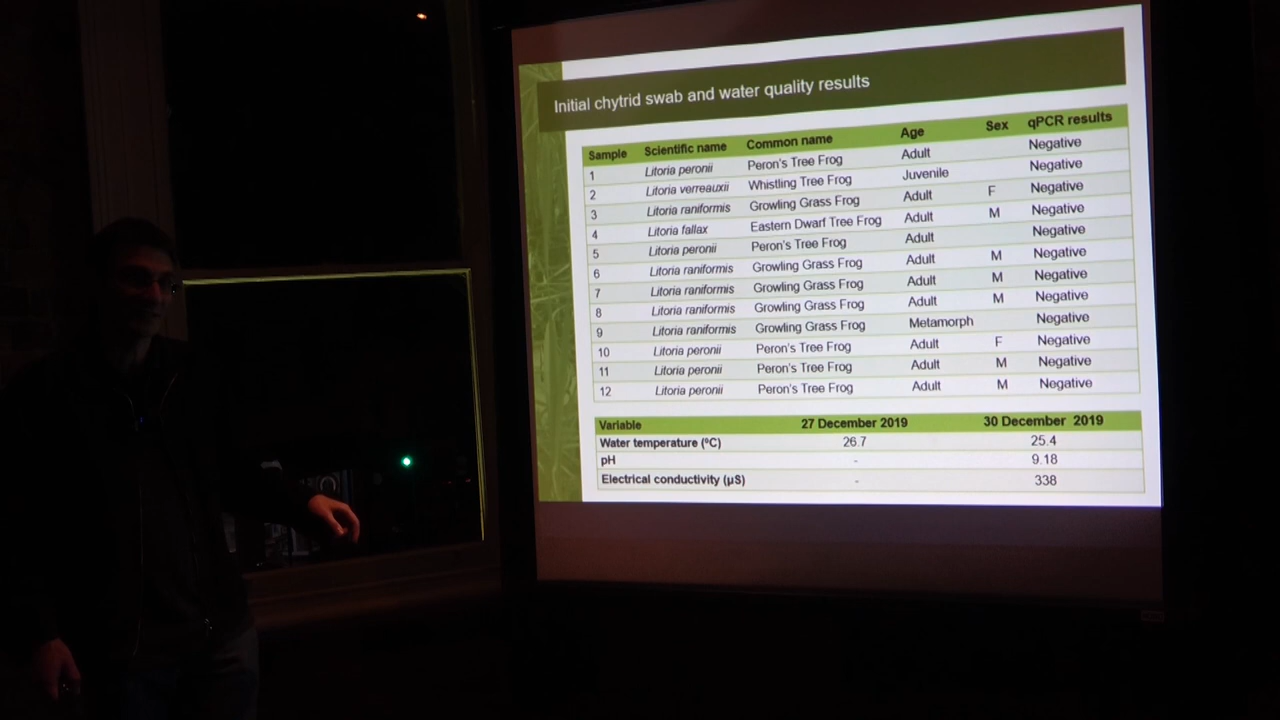 Initial chytrid swab and water quality results
Sample Scientific name Common name Age Sex qPCR results
1 Litoria peronii Peron's Tree Frog Adult Negative
2 Litoria verreauxii Whistling Tree Frog Juvenile Negative
3 Litoria raniformis Growling Grass Frog Adult F Negative
4 Litoria fallax Eastern Dwarf Tree Frog Adult M Negative
5 Litoria peronii Peron's Tree Frog Adult Negative
6 Litoria raniformis Growling Grass Frog Adult M Negative
7 Litoria raniformis Growling Grass Frog Adult M Negative
8 Litoria raniformis Growling Grass Frog Adult M Negative
9 Litoria raniformis Growling Grass Frog Metamorph Negative
10 Litoria peronii Peron's Tree Frog Adult F Negative
11 Litoria peronii Peron's Tree Frog Adult M Negative
12 Litoria peronii Peron's Tree Frog Adult M Negative
Variable 27 December 2019 30 December 2019
Water temperature (ºC) 26.7 25.4
pH - 9.18
Electrical conductivity (µS) - 338